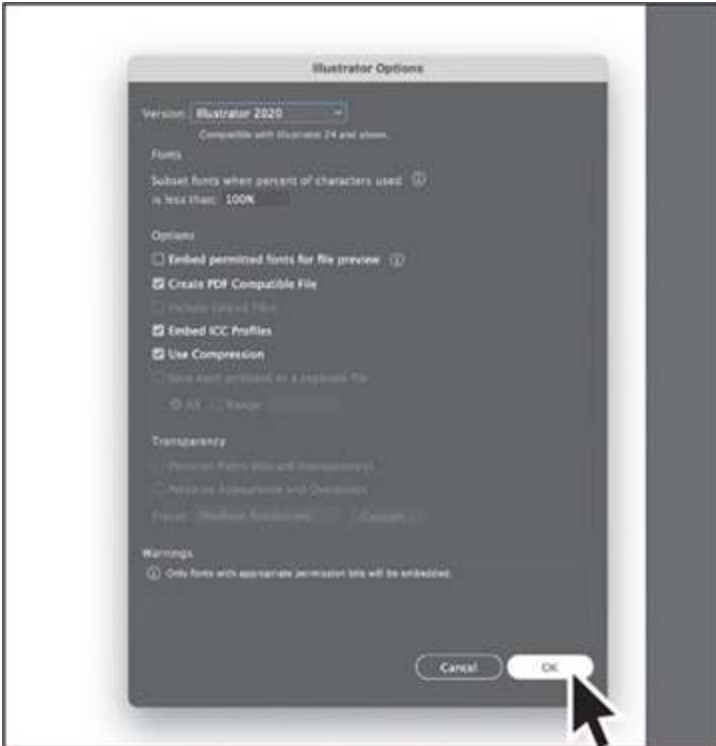 Illustrator Options
Version: Illustrator 2020
Compatible with Illustrator 24 and above.
Fonts
Subset fonts when percent of characters used
is less than: 100%
Options
Embed permitted fonts for file preview
Create PDF Compatible File
Include Linked Files
Embed ICC Profiles
Use Compression
Save each artboard as a separate file
All Range
Transparency
Preserve Paths (discard transparency)
Preserve Appearance and Overprints
Preset: [Medium Resolution] Custom...
Warnings
Only fonts with appropriate permission bits will be embedded.
Cancel OK